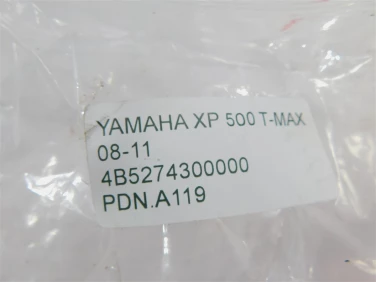 YAMAHA XP 500 T-MAX
08-11
4B5274300000
PDN.A119